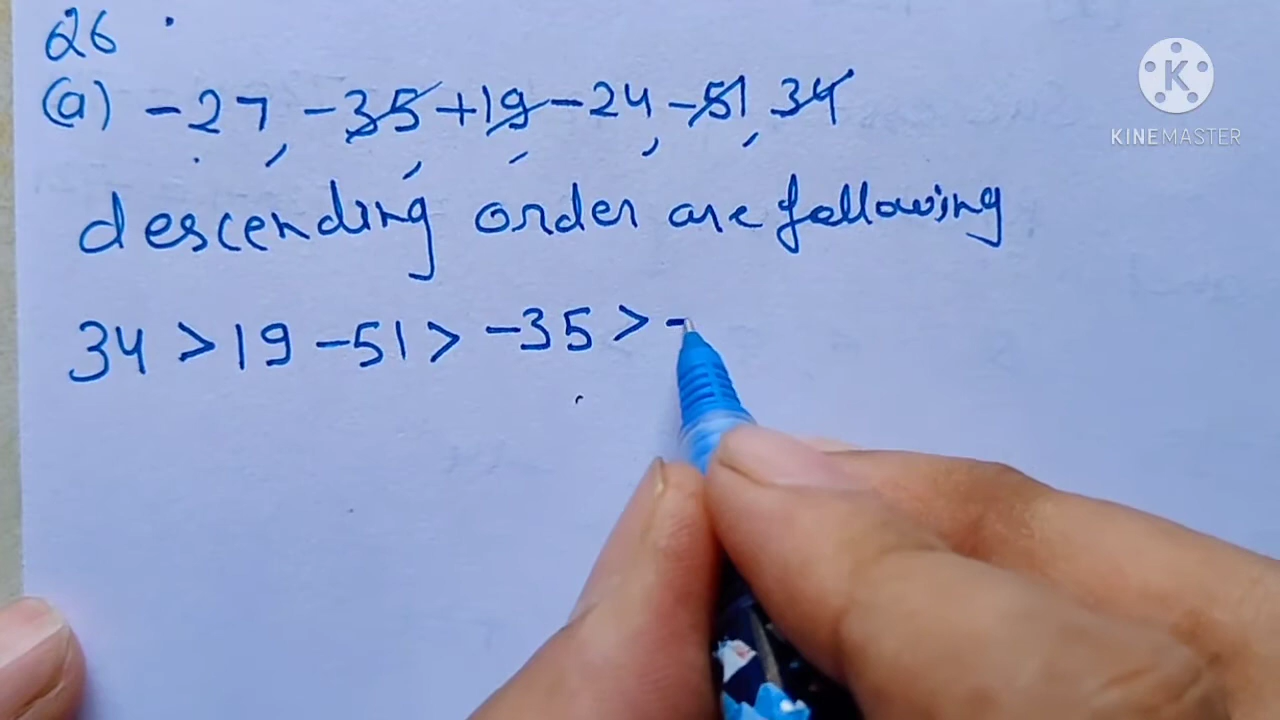 26
(a) -27, -35, +19, -24, -51, 34
descending order are following
34 > 19 -51 > -35 > -
K
KINEMASTER